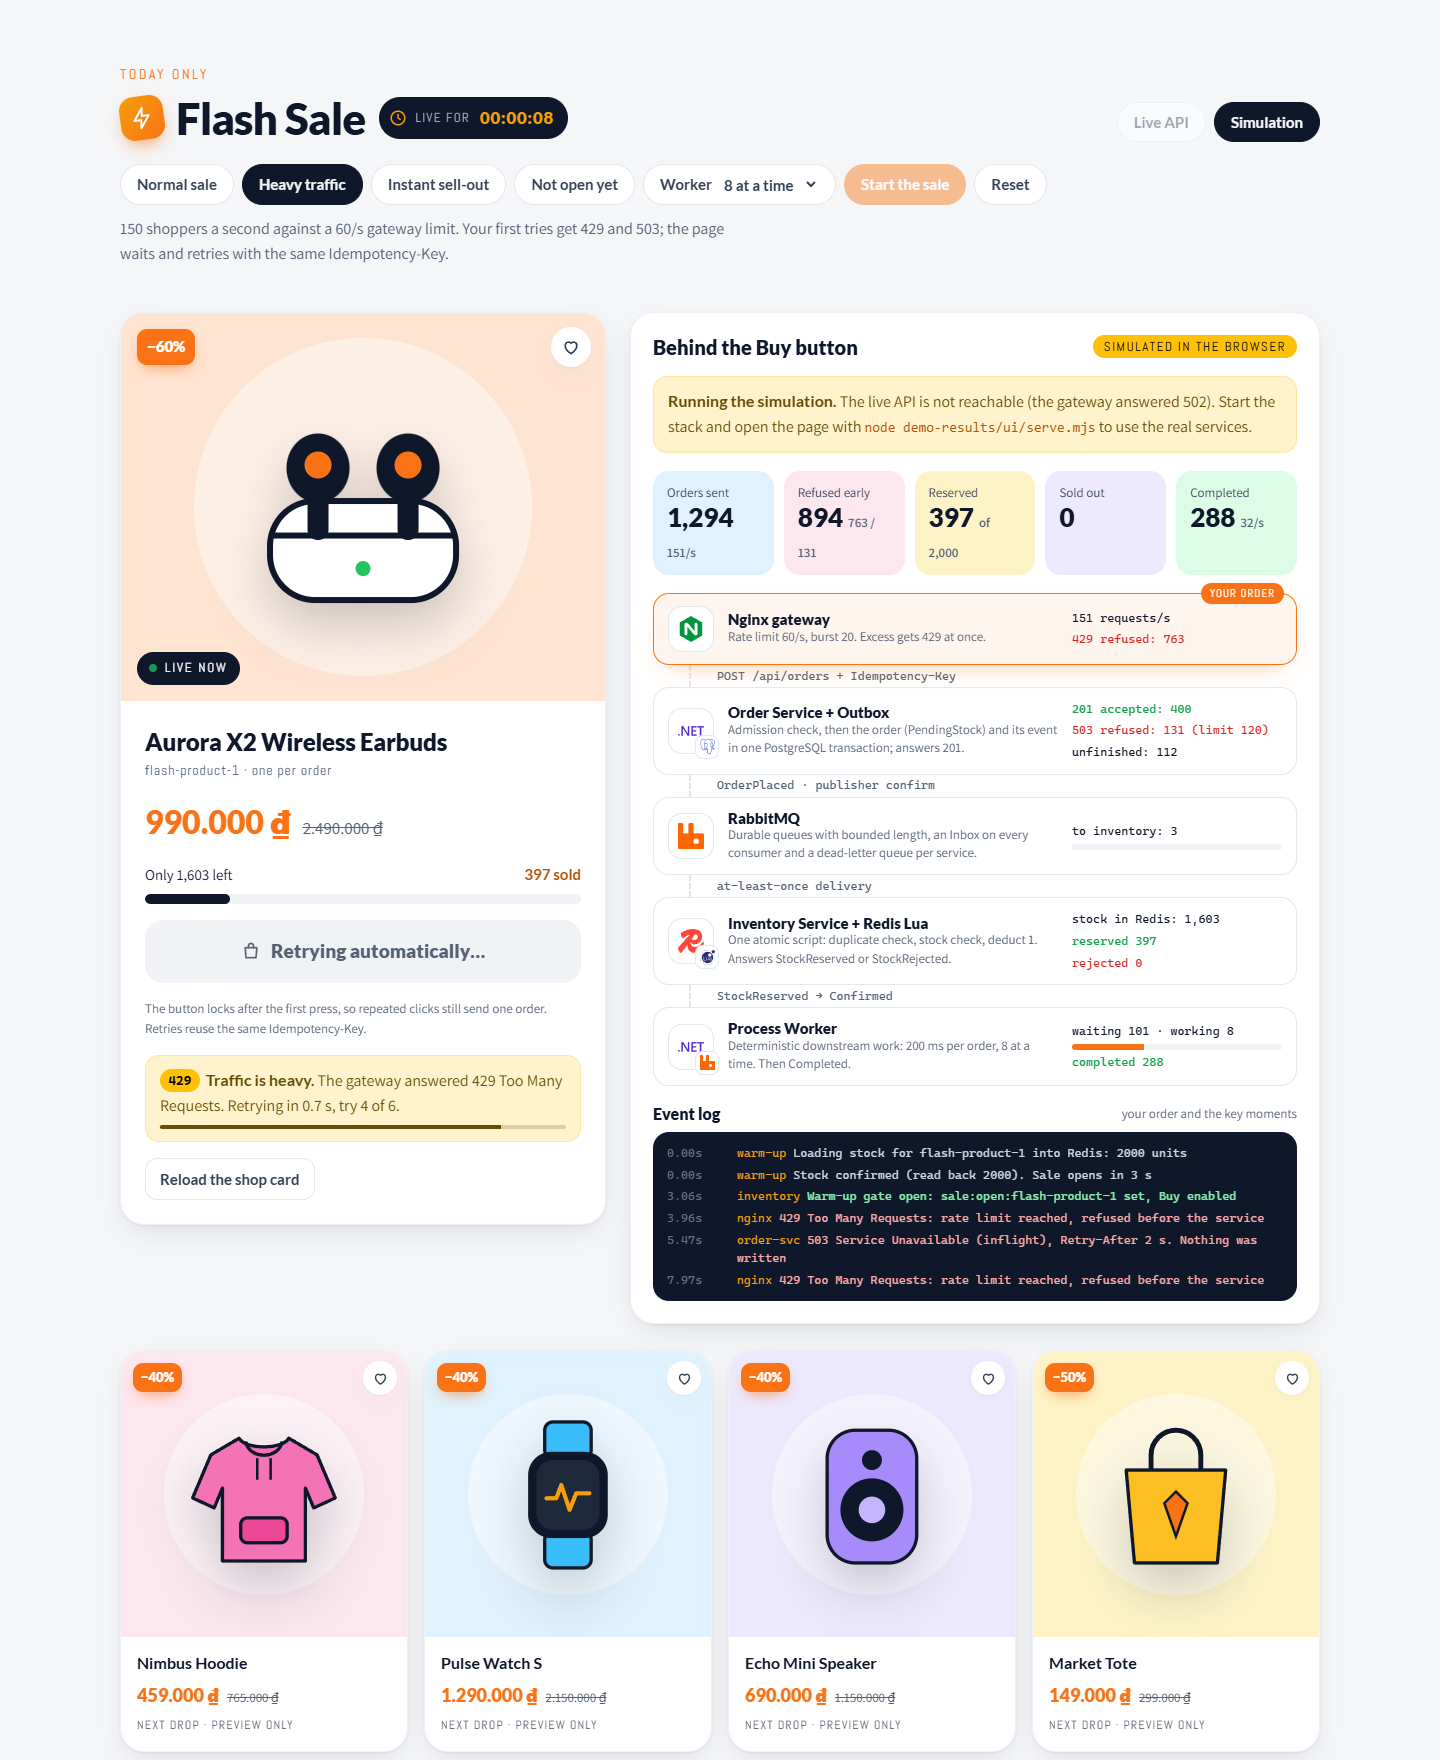 TODAY ONLY
Flash Sale
LIVE FOR 00:00:08
Live API
Simulation
Normal sale
Heavy traffic
Instant sell-out
Not open yet
Worker 8 at a time
Start the sale
Reset
150 shoppers a second against a 60/s gateway limit. Your first tries get 429 and 503; the page
waits and retries with the same Idempotency-Key.
−60%
LIVE NOW
Aurora X2 Wireless Earbuds
flash-product-1 · one per order
990.000 ₫ 2.490.000 ₫
Only 1,603 left
397 sold
Retrying automatically...
The button locks after the first press, so repeated clicks still send one order.
Retries reuse the same Idempotency-Key.
429 Traffic is heavy. The gateway answered 429 Too Many
Requests. Retrying in 0.7 s, try 4 of 6.
Reload the shop card
Behind the Buy button
SIMULATED IN THE BROWSER
Running the simulation. The live API is not reachable (the gateway answered 502). Start the
stack and open the page with node demo-results/ui/serve.mjs to use the real services.
Orders sent
1,294
151/s
Refused early
894 763 /
131
Reserved
397 of
2,000
Sold out
0
Completed
288 32/s
YOUR ORDER
Nginx gateway
Rate limit 60/s, burst 20. Excess gets 429 at once.
151 requests/s
429 refused: 763
POST /api/orders + Idempotency-Key
.NET
Order Service + Outbox
Admission check, then the order (PendingStock) and its event
in one PostgreSQL transaction; answers 201.
201 accepted: 400
503 refused: 131 (limit 120)
unfinished: 112
OrderPlaced · publisher confirm
RabbitMQ
Durable queues with bounded length, an Inbox on every
consumer and a dead-letter queue per service.
to inventory: 3
at-least-once delivery
Inventory Service + Redis Lua
One atomic script: duplicate check, stock check, deduct 1.
Answers StockReserved or StockRejected.
stock in Redis: 1,603
reserved 397
rejected 0
StockReserved → Confirmed
.NET
Process Worker
Deterministic downstream work: 200 ms per order, 8 at a
time. Then Completed.
waiting 101 · working 8
completed 288
Event log
your order and the key moments
0.00s warm-up Loading stock for flash-product-1 into Redis: 2000 units
0.00s warm-up Stock confirmed (read back 2000). Sale opens in 3 s
3.06s inventory Warm-up gate open: sale:open:flash-product-1 set, Buy enabled
3.96s nginx 429 Too Many Requests: rate limit reached, refused before the service
5.47s order-svc 503 Service Unavailable (inflight), Retry-After 2 s. Nothing was
written
7.97s nginx 429 Too Many Requests: rate limit reached, refused before the service
−40%
Nimbus Hoodie
459.000 ₫ 765.000 ₫
NEXT DROP · PREVIEW ONLY
−40%
Pulse Watch S
1.290.000 ₫ 2.150.000 ₫
NEXT DROP · PREVIEW ONLY
−40%
Echo Mini Speaker
690.000 ₫ 1.150.000 ₫
NEXT DROP · PREVIEW ONLY
−50%
Market Tote
149.000 ₫ 299.000 ₫
NEXT DROP · PREVIEW ONLY